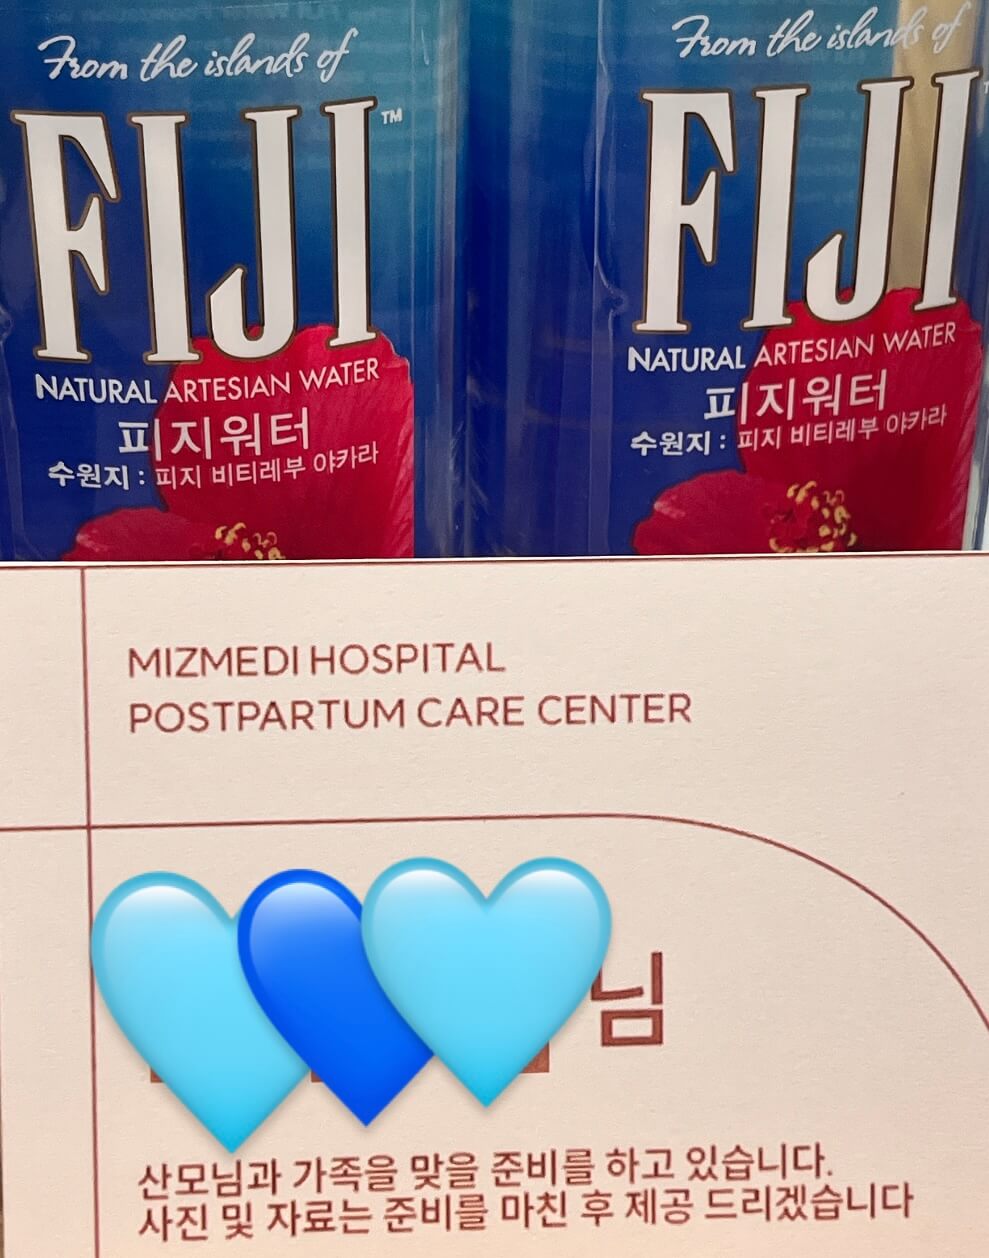 From the islands of
FIJI™
NATURAL ARTESIAN WATER
피지워터
수원지 : 피지 비티레부 야카라
From the islands of
FIJI
NATURAL ARTESIAN WATER
피지워터
수원지 : 피지 비티레부 야카라
MIZMEDI HOSPITAL
POSTPARTUM CARE CENTER
님
산모님과 가족을 맞을 준비를 하고 있습니다.
사진 및 자료는 준비를 마친 후 제공 드리겠습니다